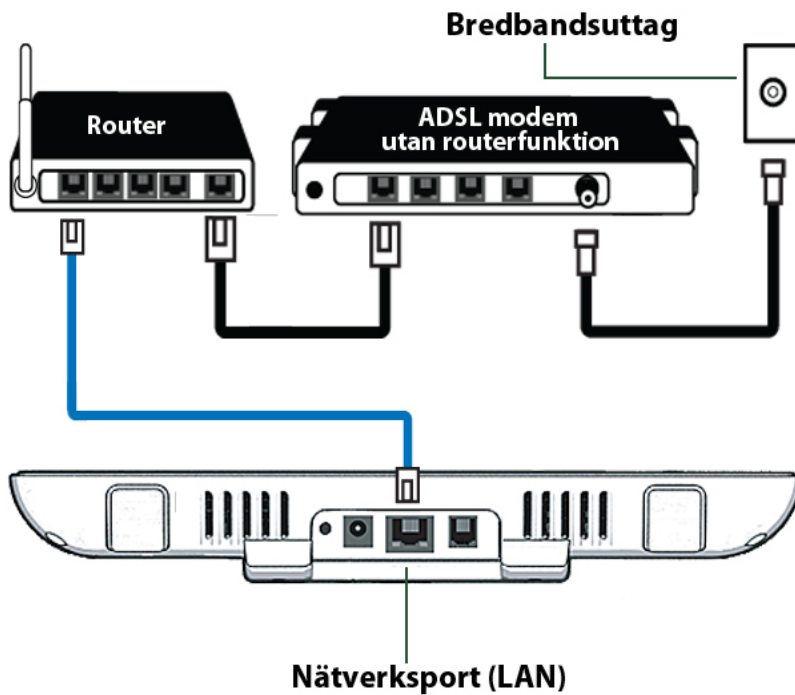 Bredbandsuttag
Router
ADSL modem
utan routerfunktion
Nätverksport (LAN)